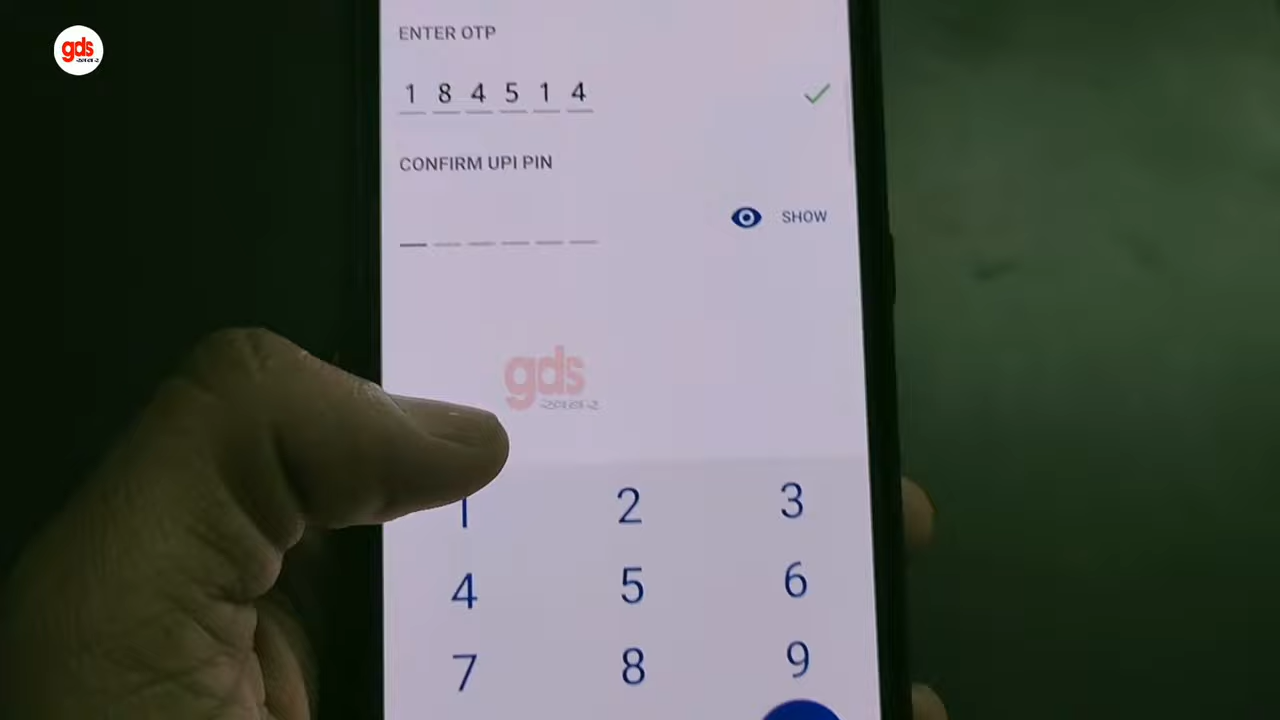 gds
ENTER OTP
1 8 4 5 1 4
CONFIRM UPI PIN
SHOW
gds
1 2 3
4 5 6
7 8 9